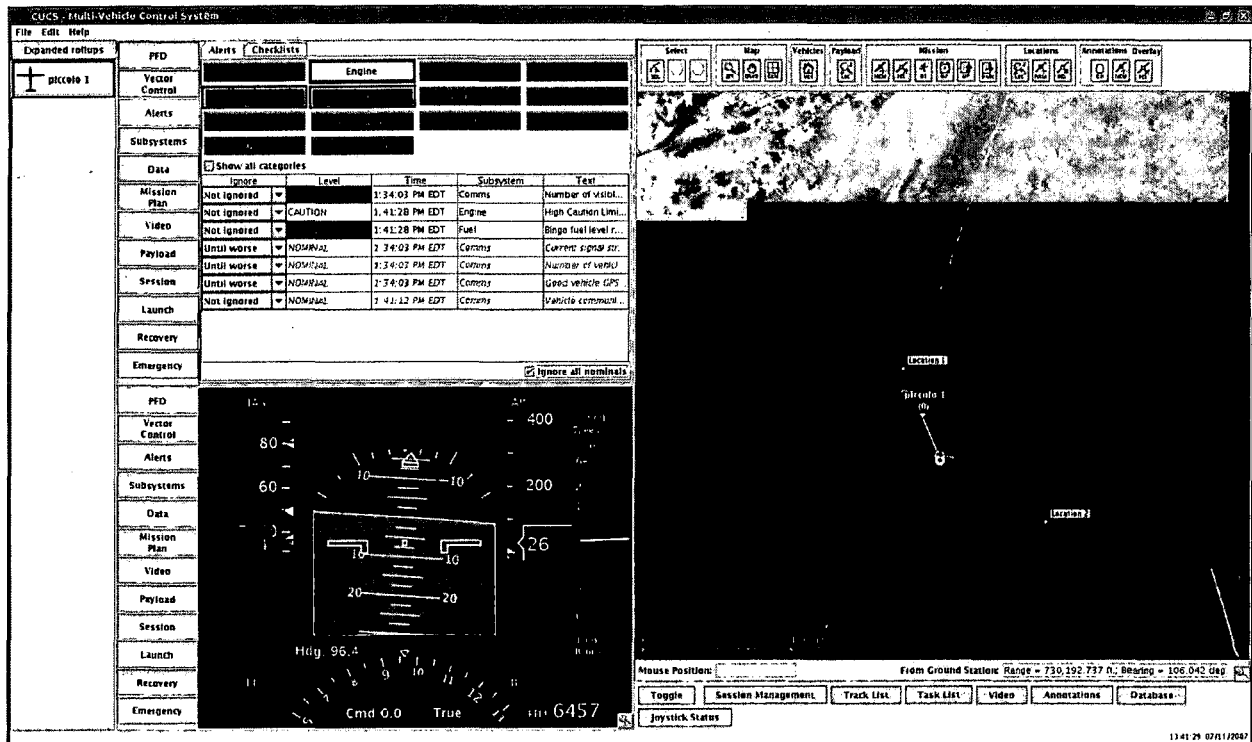 CUCS - Multi-Vehicle Control System
File Edit Help
Expanded rollups
piccolo 1
PFD
Vector Control
Alerts
Subsystems
Data
Mission Plan
Video
Payload
Session
Launch
Recovery
Emergency
PFD
Vector Control
Alerts
Subsystems
Data
Mission Plan
Video
Payload
Session
Launch
Recovery
Emergency
Alerts Checklists
Engine
Show all categories
Ignore Level Time Subsystem Text
Not ignored 1:34:03 PM EDT Comms Number of visibl...
Not ignored CAUTION 1:41:28 PM EDT Engine High Caution Limi...
Not ignored 1:41:28 PM EDT Fuel Bingo fuel level r...
Until worse NOMINAL 1:34:03 PM EDT Comms Current signal str.
Until worse NOMINAL 1:34:03 PM EDT Comms Number of vehicl
Until worse NOMINAL 1:34:03 PM EDT Comms Good vehicle GPS
Not ignored NOMINAL 1:41:12 PM EDT Comms Vehicle communi...
Ignore all nominals
80
60
400
200
26
10 10
10 10
20 20
Hdg. 96.4
7 8 9 10 11 12
Cmd 0.0 True
6457
Select Map Vehicles Payload Mission Locations Annotations Overlay
Location 1
piccolo 1
(0)
Location 2
Mouse Position: From Ground Station: Range = 730,192.737 ft.; Bearing = 106.042 deg
Toggle Session Management Track List Task List Video Annotations Database
Joystick Status
13:41:29 07/11/2007